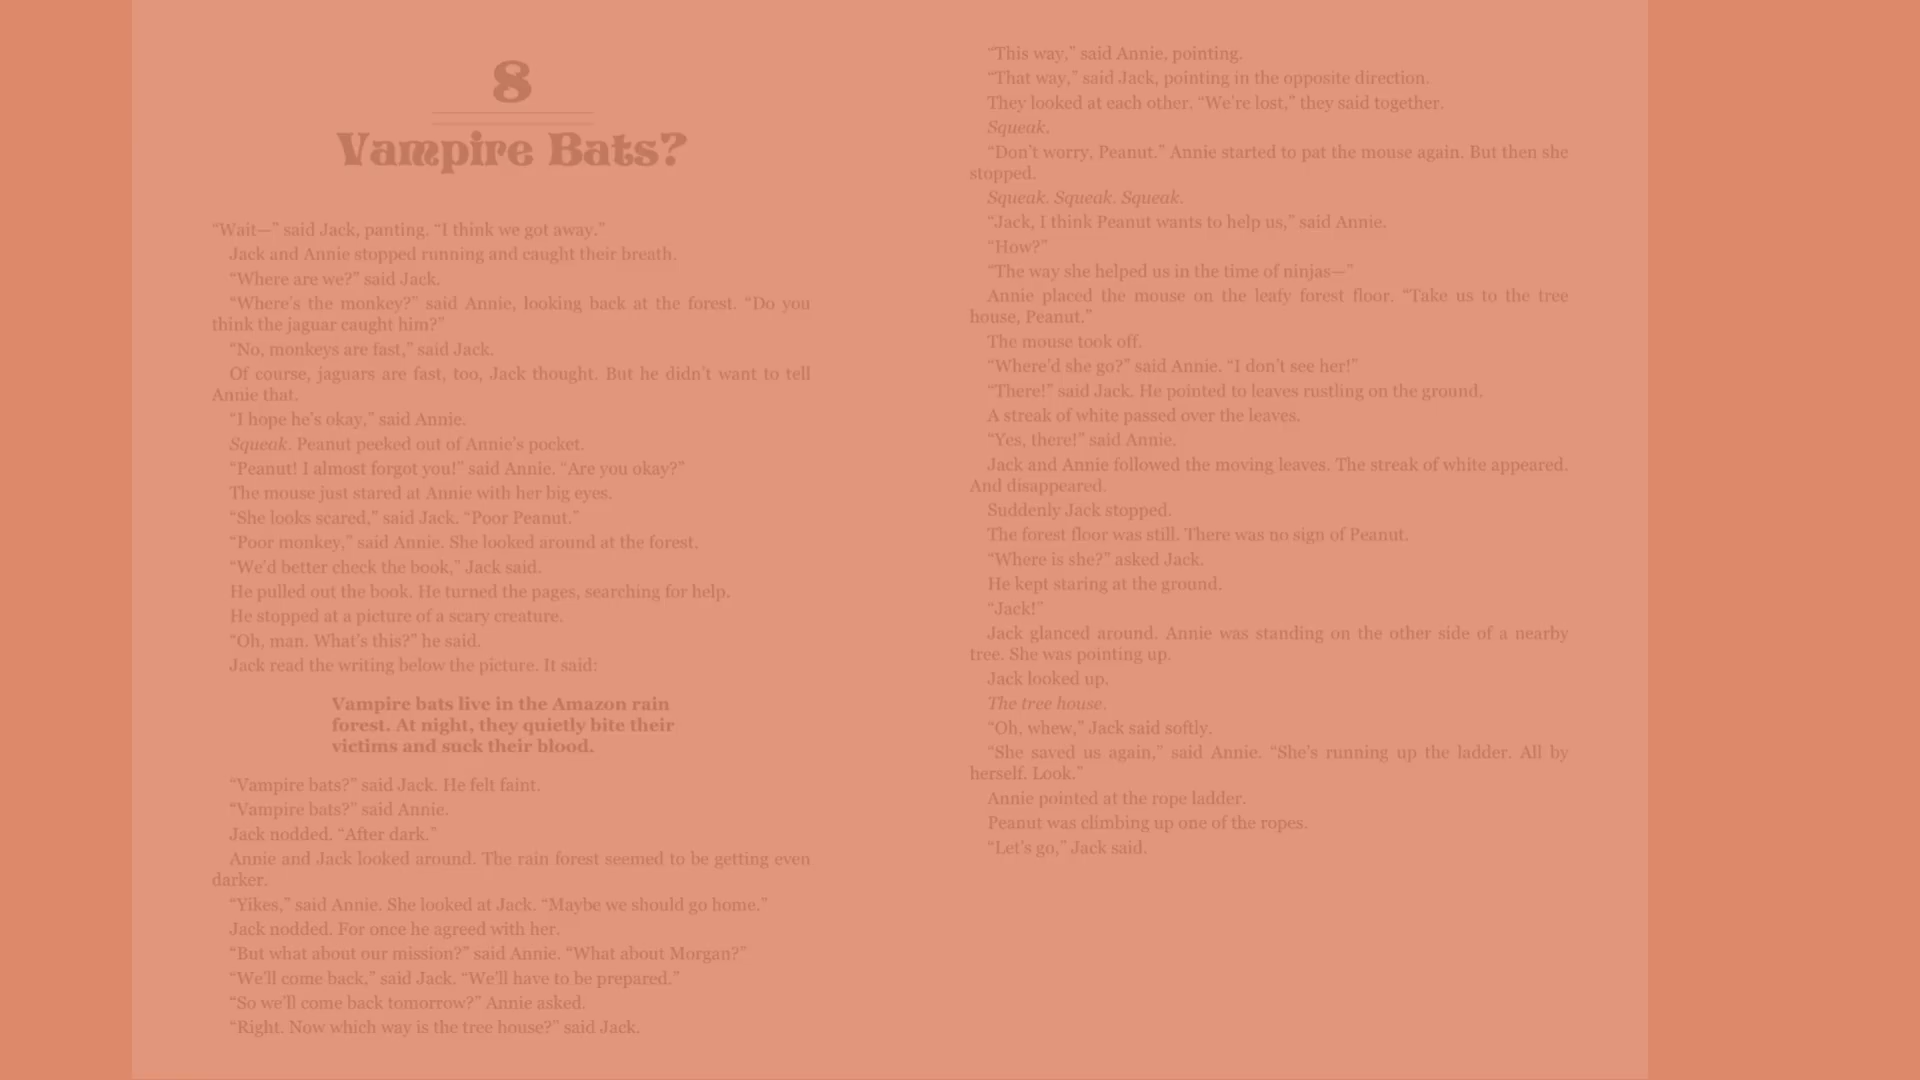 8
Vampire Bats?
“Wait—” said Jack, panting. “I think we got away.”
Jack and Annie stopped running and caught their breath.
“Where are we?” said Jack.
“Where’s the monkey?” said Annie, looking back at the forest. “Do you
think the jaguar caught him?”
“No, monkeys are fast,” said Jack.
Of course, jaguars are fast, too, Jack thought. But he didn’t want to tell
Annie that.
“I hope he’s okay,” said Annie.
Squeak. Peanut peeked out of Annie’s pocket.
“Peanut! I almost forgot you!” said Annie. “Are you okay?”
The mouse just stared at Annie with her big eyes.
“She looks scared,” said Jack. “Poor Peanut.”
“Poor monkey,” said Annie. She looked around at the forest.
“We’d better check the book,” Jack said.
He pulled out the book. He turned the pages, searching for help.
He stopped at a picture of a scary creature.
“Oh, man. What’s this?” he said.
Jack read the writing below the picture. It said:
Vampire bats live in the Amazon rain
forest. At night, they quietly bite their
victims and suck their blood.
“Vampire bats?” said Jack. He felt faint.
“Vampire bats?” said Annie.
Jack nodded. “After dark.”
Annie and Jack looked around. The rain forest seemed to be getting even
darker.
“Yikes,” said Annie. She looked at Jack. “Maybe we should go home.”
Jack nodded. For once he agreed with her.
“But what about our mission?” said Annie. “What about Morgan?”
“We’ll come back,” said Jack. “We’ll have to be prepared.”
“So we’ll come back tomorrow?” Annie asked.
“Right. Now which way is the tree house?” said Jack.
“This way,” said Annie, pointing.
“That way,” said Jack, pointing in the opposite direction.
They looked at each other. “We’re lost,” they said together.
Squeak.
“Don’t worry, Peanut.” Annie started to pat the mouse again. But then she
stopped.
Squeak. Squeak. Squeak.
“Jack, I think Peanut wants to help us,” said Annie.
“How?”
“The way she helped us in the time of ninjas—”
Annie placed the mouse on the leafy forest floor. “Take us to the tree
house, Peanut.”
The mouse took off.
“Where’d she go?” said Annie. “I don’t see her!”
“There!” said Jack. He pointed to leaves rustling on the ground.
A streak of white passed over the leaves.
“Yes, there!” said Annie.
Jack and Annie followed the moving leaves. The streak of white appeared.
And disappeared.
Suddenly Jack stopped.
The forest floor was still. There was no sign of Peanut.
“Where is she?” asked Jack.
He kept staring at the ground.
“Jack!”
Jack glanced around. Annie was standing on the other side of a nearby
tree. She was pointing up.
Jack looked up.
The tree house.
“Oh, whew,” Jack said softly.
“She saved us again,” said Annie. “She’s running up the ladder. All by
herself. Look.”
Annie pointed at the rope ladder.
Peanut was climbing up one of the ropes.
“Let’s go,” Jack said.